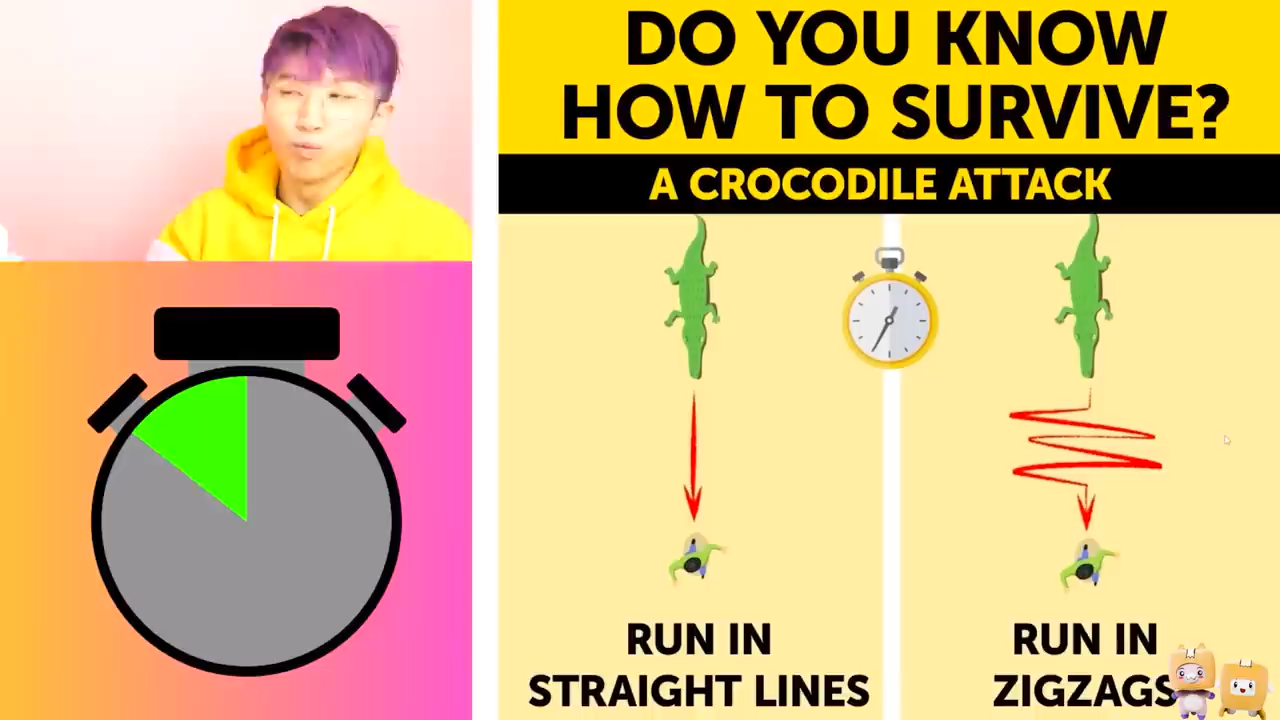 DO YOU KNOW
HOW TO SURVIVE?
A CROCODILE ATTACK
RUN IN
STRAIGHT LINES
RUN IN
ZIGZAGS